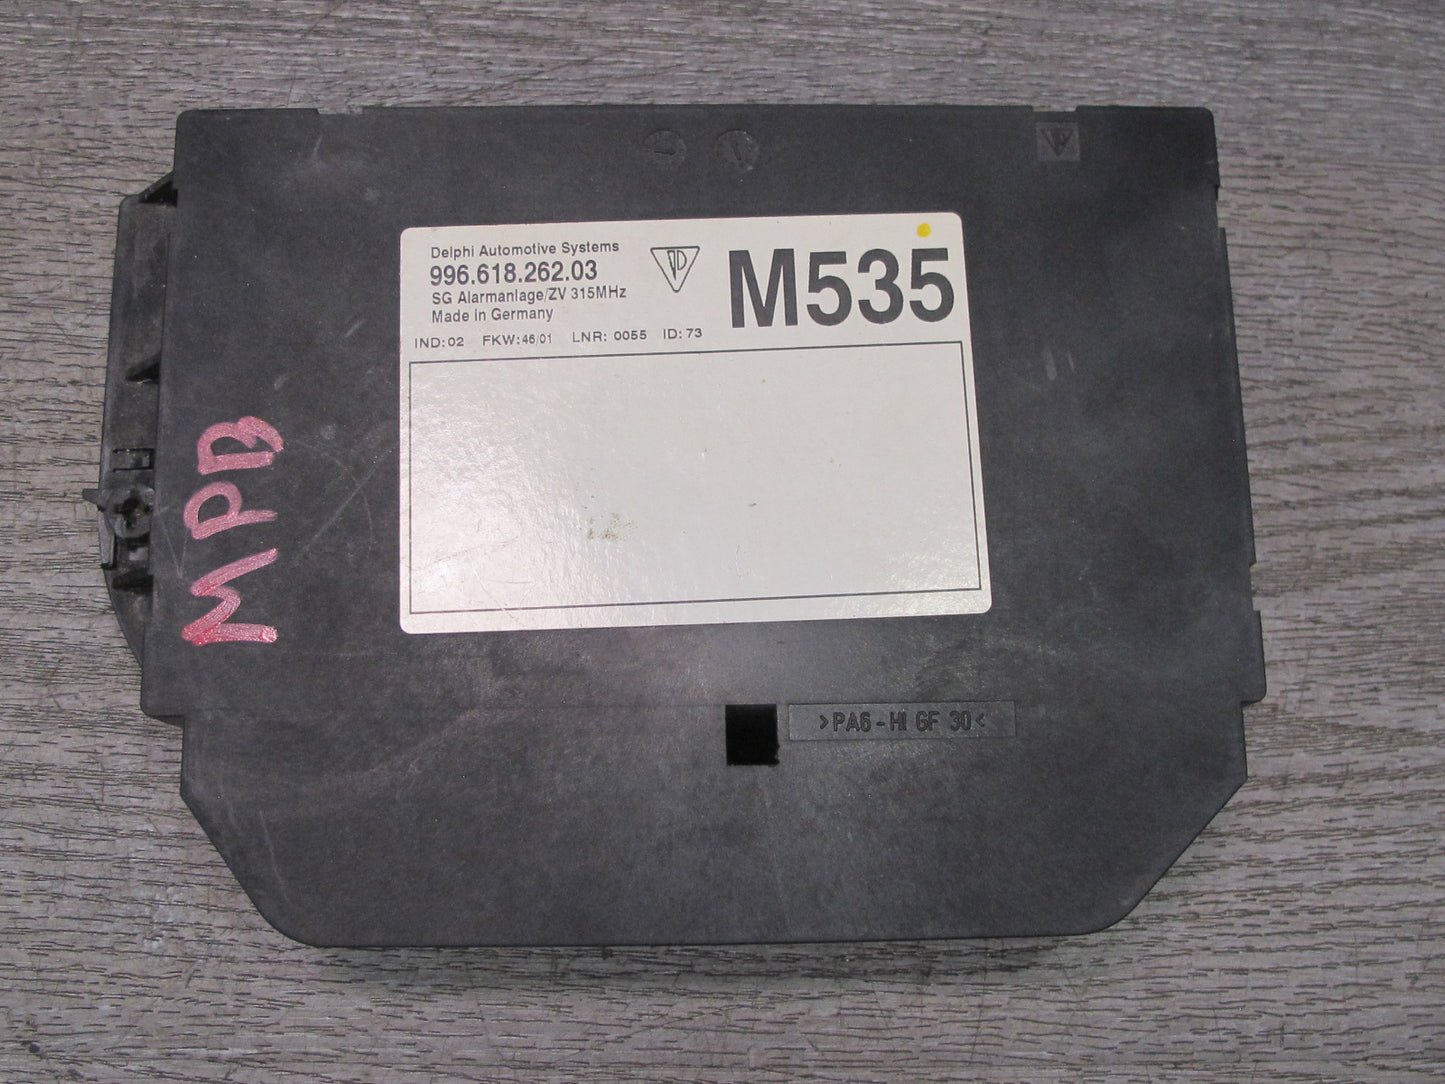 Delphi Automotive Systems
996.618.262.03
SG Alarmanlage/ZV 315MHz
Made in Germany
M535
IND:02 FKW:46/01 LNR: 0055 ID:73
MPB
>PA6-HI GF 30<